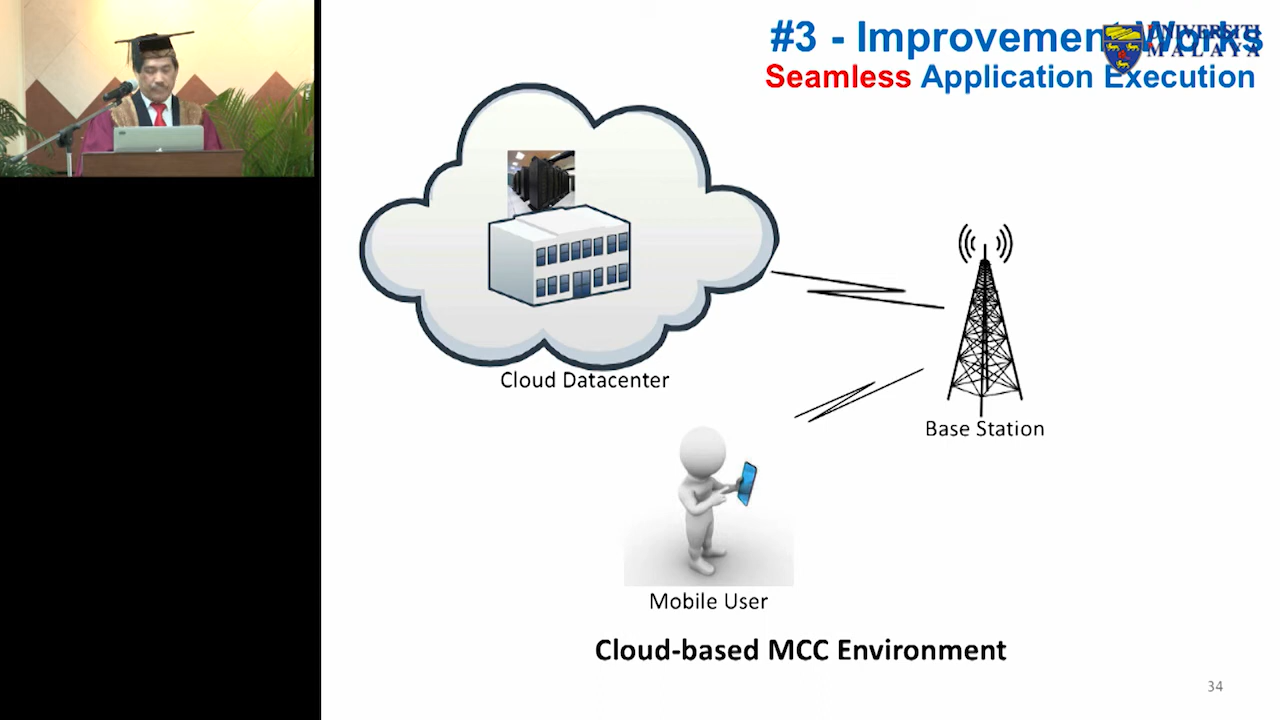 #3 - Improvement Works
UNIVERSITI
MALAYA
Seamless Application Execution
Cloud Datacenter
Base Station
Mobile User
Cloud-based MCC Environment
34